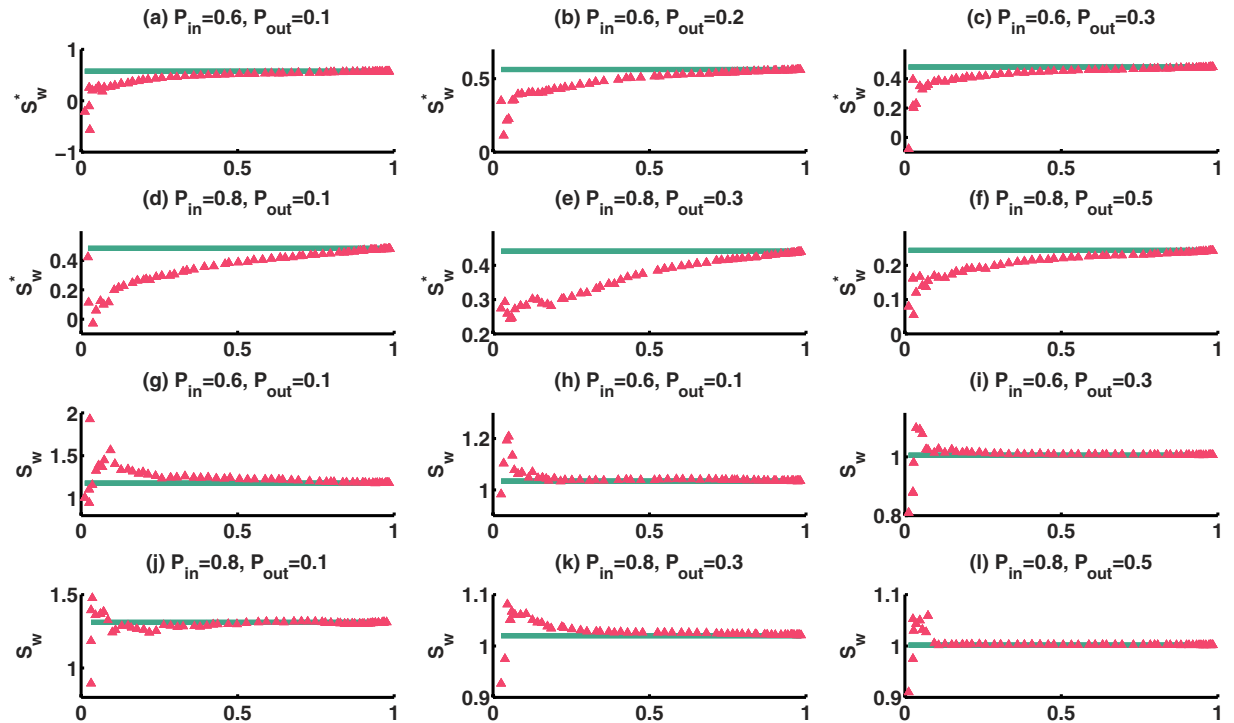 (a) P_in=0.6, P_out=0.1
(b) P_in=0.6, P_out=0.2
(c) P_in=0.6, P_out=0.3
1
0
−1
S*_w
0 0.5 1
0.5
0
S*_w
0 0.5 1
0.4
0.2
0
S*_w
0 0.5 1
(d) P_in=0.8, P_out=0.1
(e) P_in=0.8, P_out=0.3
(f) P_in=0.8, P_out=0.5
0.4
0.2
0
S*_w
0 0.5 1
0.4
0.3
0.2
S*_w
0 0.5 1
0.2
0.1
0
S*_w
0 0.5 1
(g) P_in=0.6, P_out=0.1
(h) P_in=0.6, P_out=0.1
(i) P_in=0.6, P_out=0.3
2
1.5
1
S_w
0 0.5 1
1.2
1
S_w
0 0.5 1
1
0.8
S_w
0 0.5 1
(j) P_in=0.8, P_out=0.1
(k) P_in=0.8, P_out=0.3
(l) P_in=0.8, P_out=0.5
1.5
1
S_w
0 0.5 1
1.1
1
0.9
S_w
0 0.5 1
1.1
1
0.9
S_w
0 0.5 1